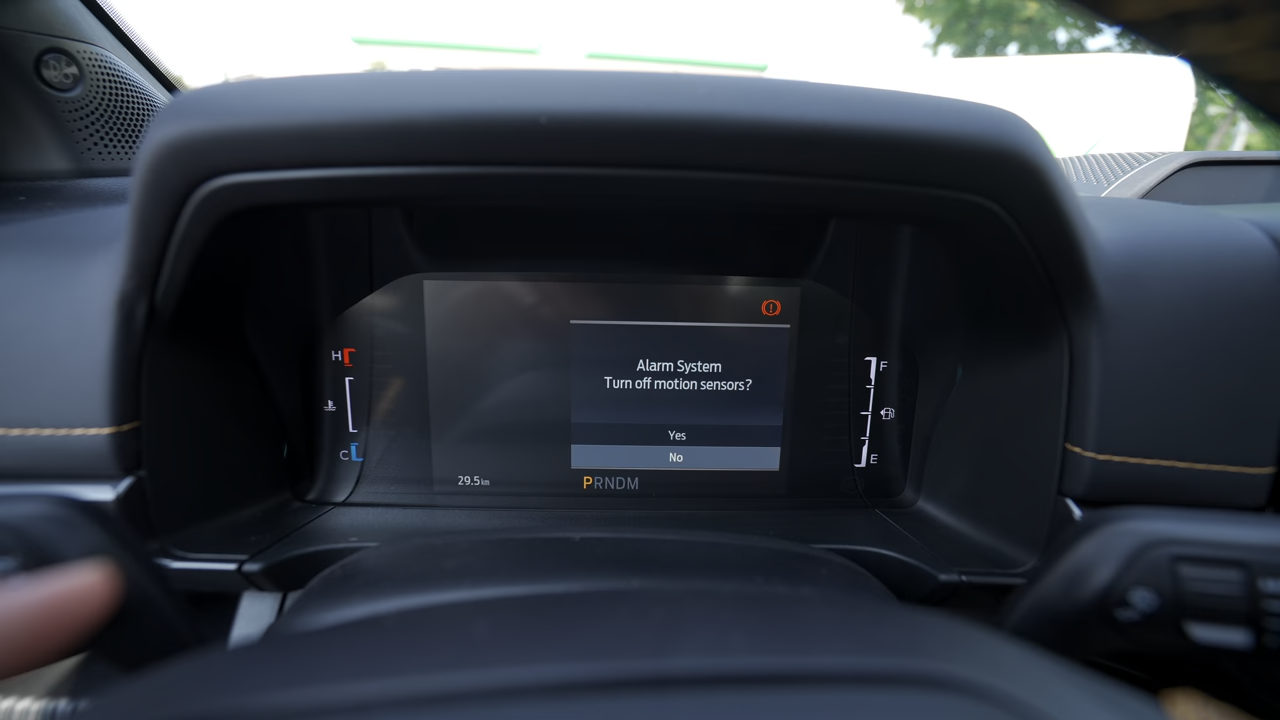 Alarm System
Turn off motion sensors?
Yes
No
H
C
F
E
29.5km
PRNDM